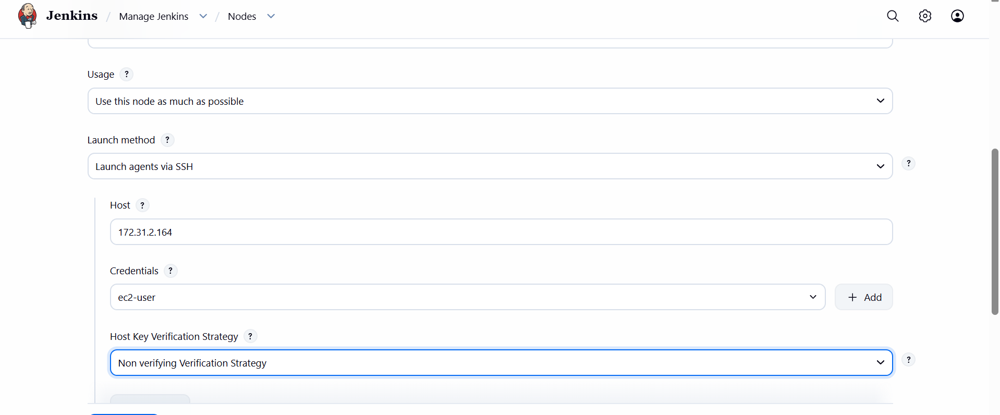 Jenkins / Manage Jenkins / Nodes
Usage ?
Use this node as much as possible
Launch method ?
Launch agents via SSH
?
Host ?
172.31.2.164
Credentials ?
ec2-user
+ Add
Host Key Verification Strategy ?
Non verifying Verification Strategy
?